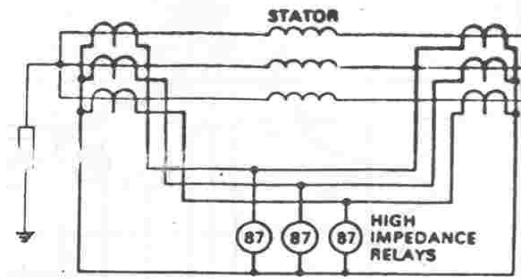 STATOR
87 87 87
HIGH
IMPEDANCE
RELAYS